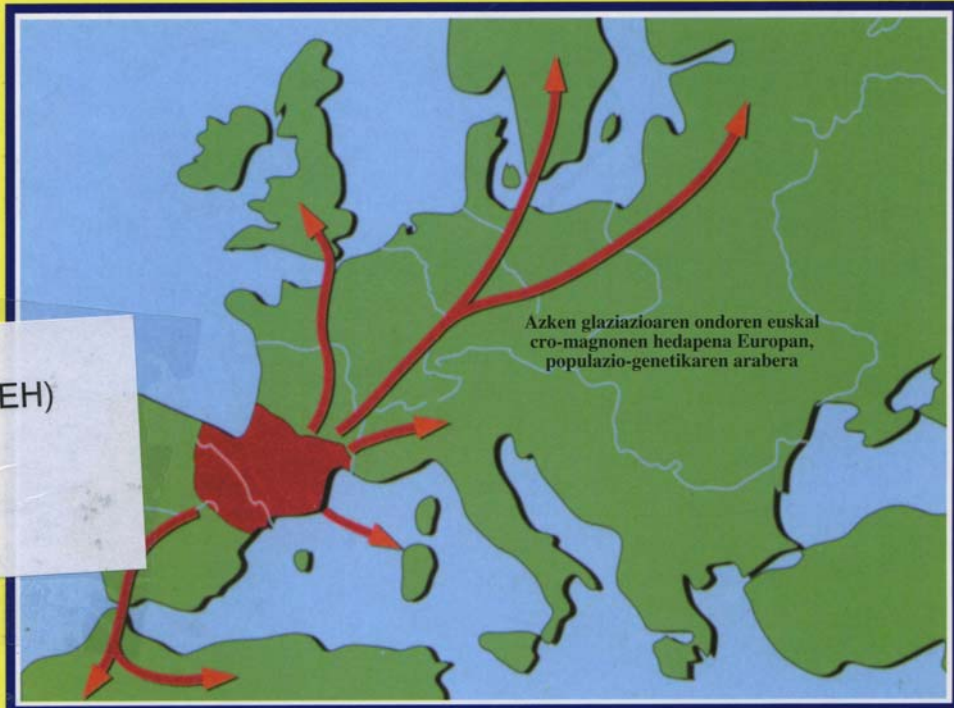 Azken glaziazioaren ondoren euskal
cro-magnonen hedapena Europan,
populazio-genetikaren arabera
EH)